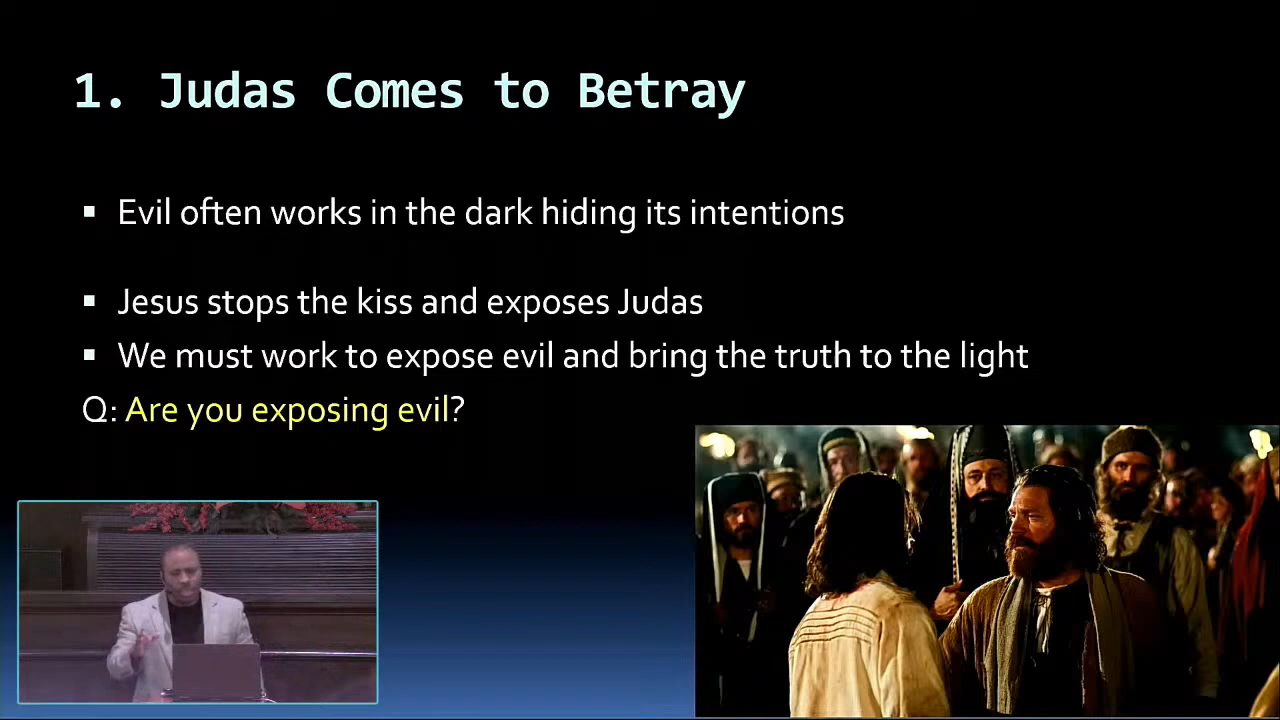 1. Judas Comes to Betray
▪ Evil often works in the dark hiding its intentions
▪ Jesus stops the kiss and exposes Judas
▪ We must work to expose evil and bring the truth to the light
Q: Are you exposing evil?